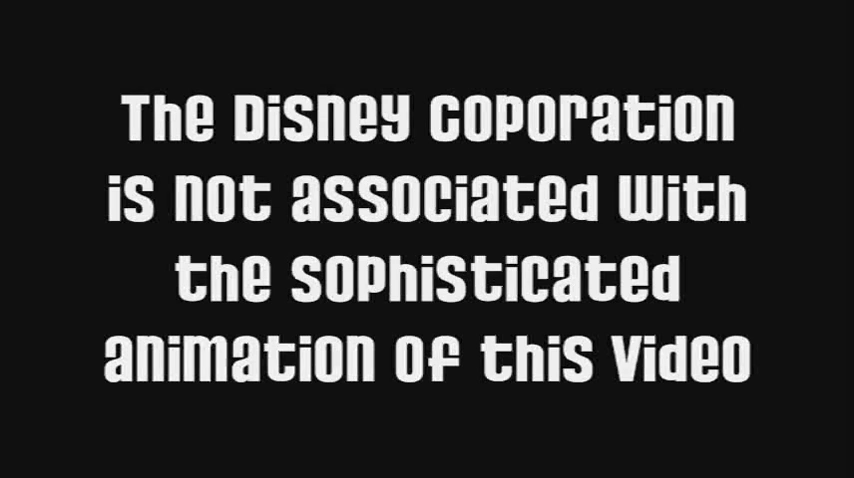 The Disney Coporation
is not associated with
the sophisticated
animation of this Video